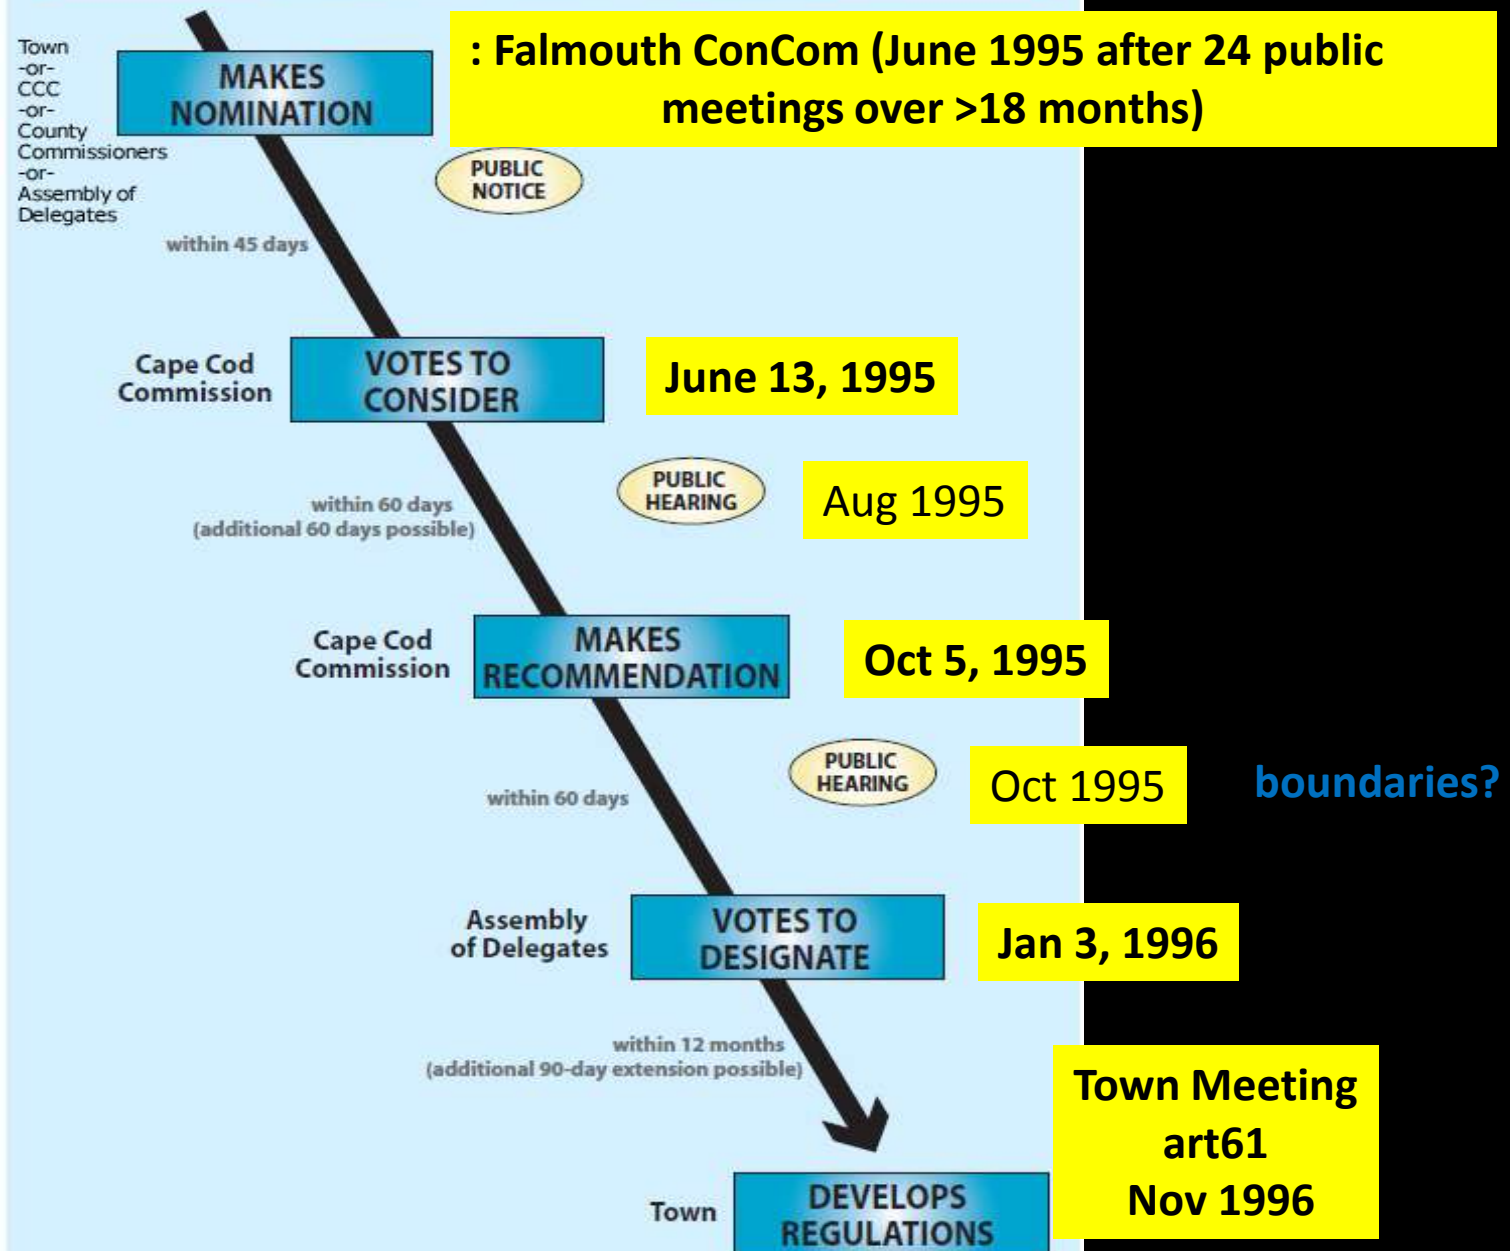 Town
-or-
CCC
-or-
County
Commissioners
-or-
Assembly of
Delegates
MAKES
NOMINATION
: Falmouth ConCom (June 1995 after 24 public
meetings over >18 months)
PUBLIC
NOTICE
within 45 days
Cape Cod
Commission
VOTES TO
CONSIDER
June 13, 1995
PUBLIC
HEARING
Aug 1995
within 60 days
(additional 60 days possible)
Cape Cod
Commission
MAKES
RECOMMENDATION
Oct 5, 1995
PUBLIC
HEARING
Oct 1995
boundaries?
within 60 days
Assembly
of Delegates
VOTES TO
DESIGNATE
Jan 3, 1996
within 12 months
(additional 90-day extension possible)
Town Meeting
art61
Nov 1996
Town
DEVELOPS
REGULATIONS